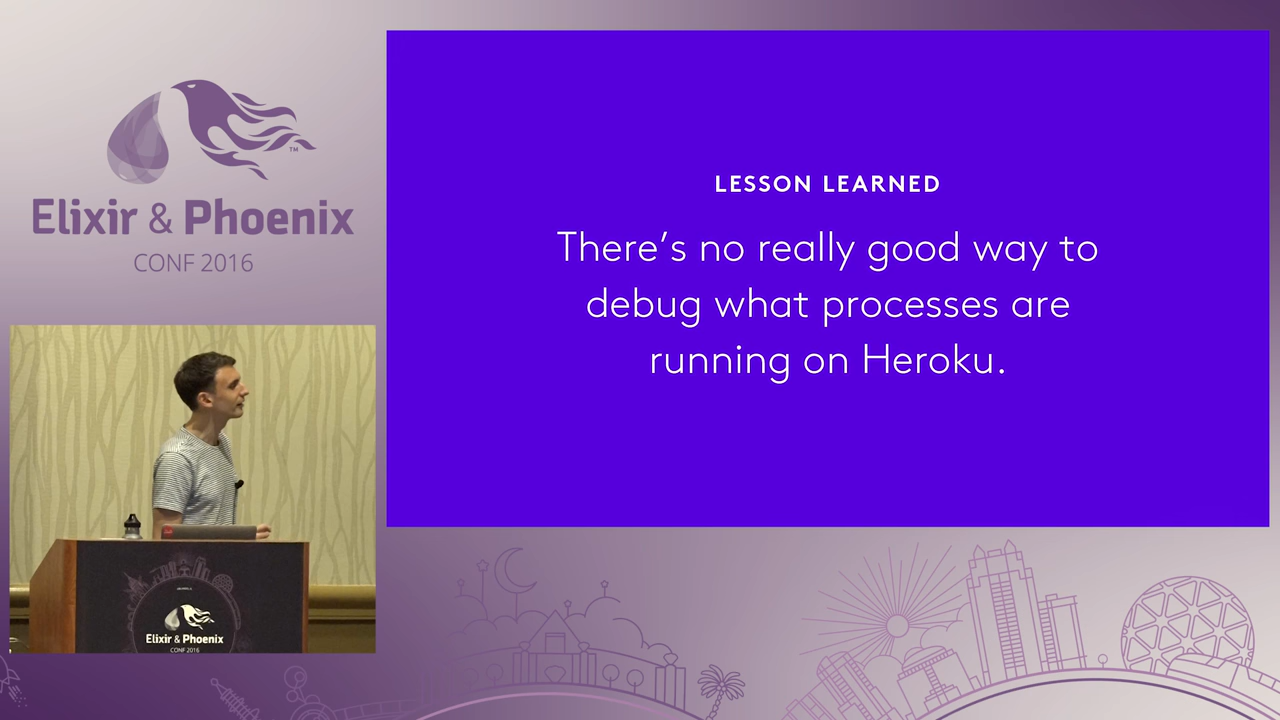 Elixir & Phoenix
TM
CONF 2016
LESSON LEARNED
There’s no really good way to
debug what processes are
running on Heroku.
Elixir & Phoenix
CONF 2016